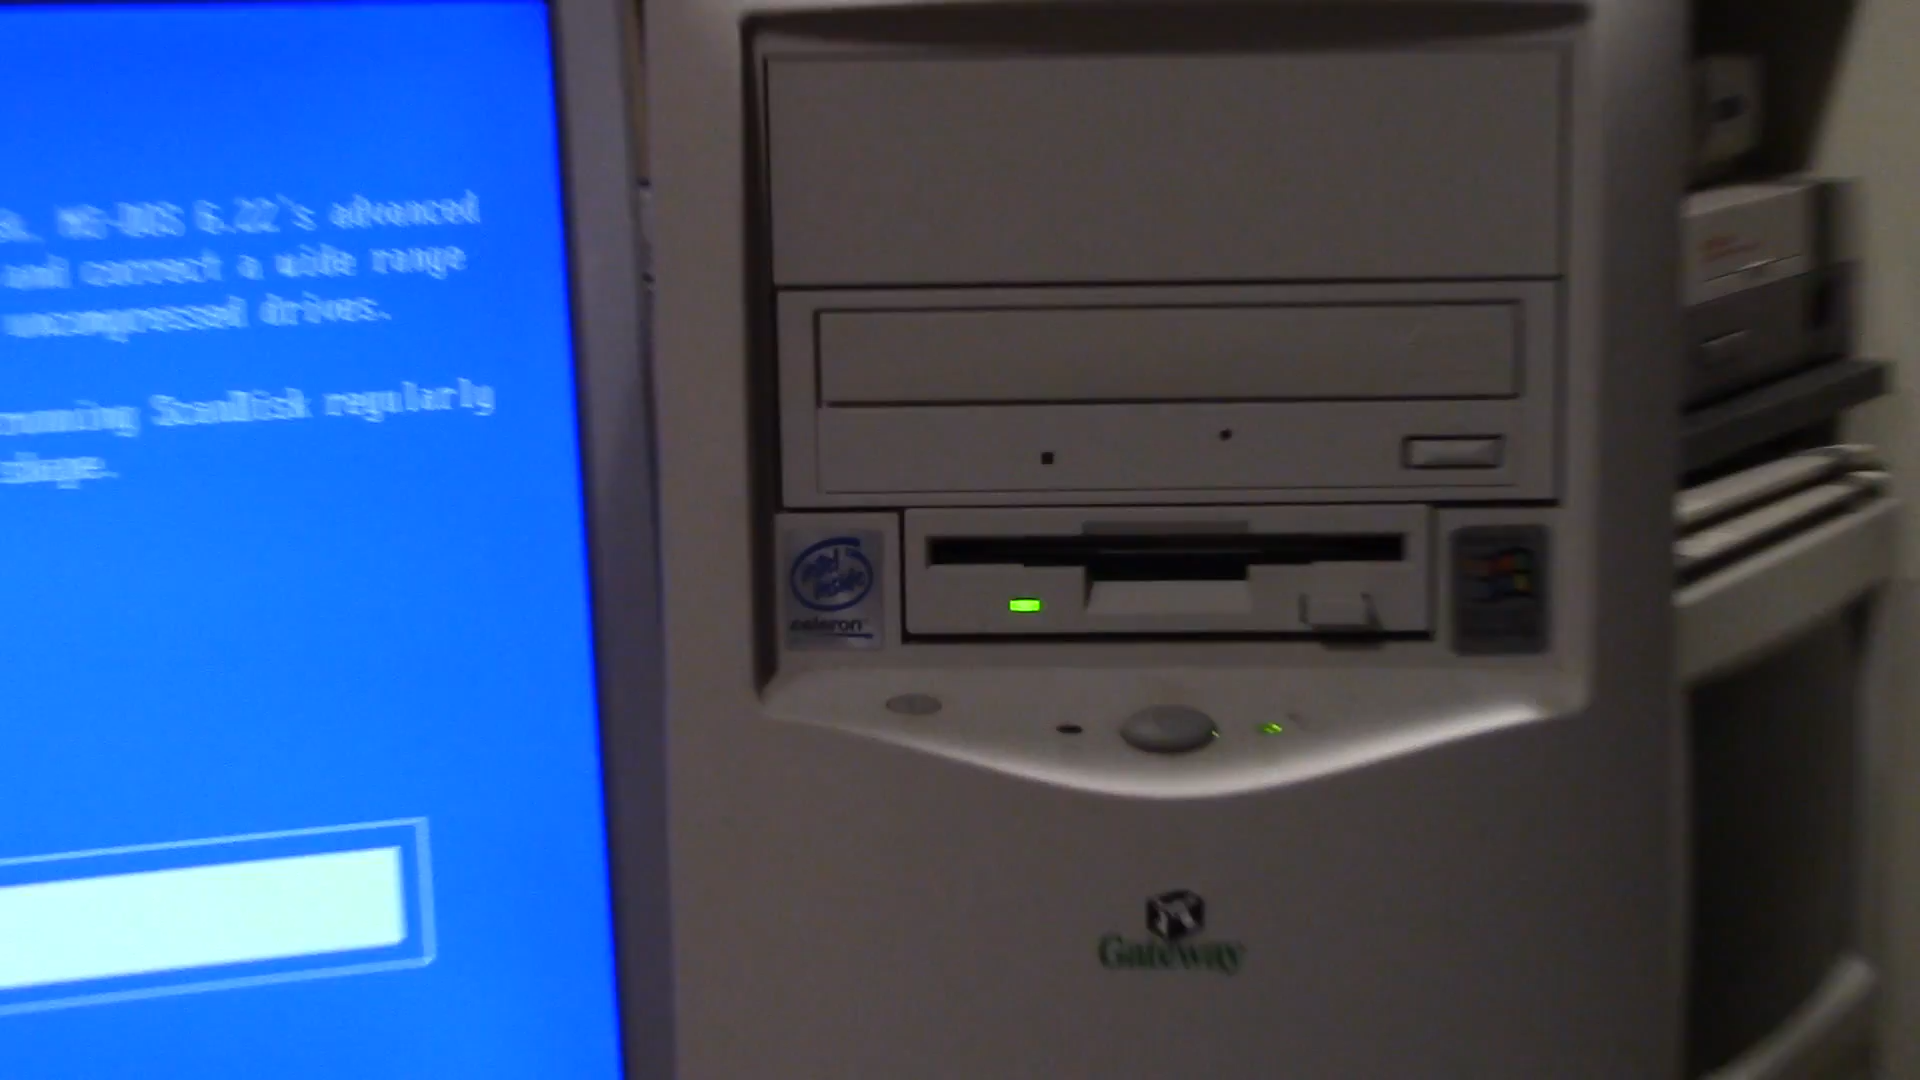 MS-DOS 6.22's advanced
and correct a wide range
uncompressed drives.
running ScanDisk regularly
intel
inside
celeron
Gateway